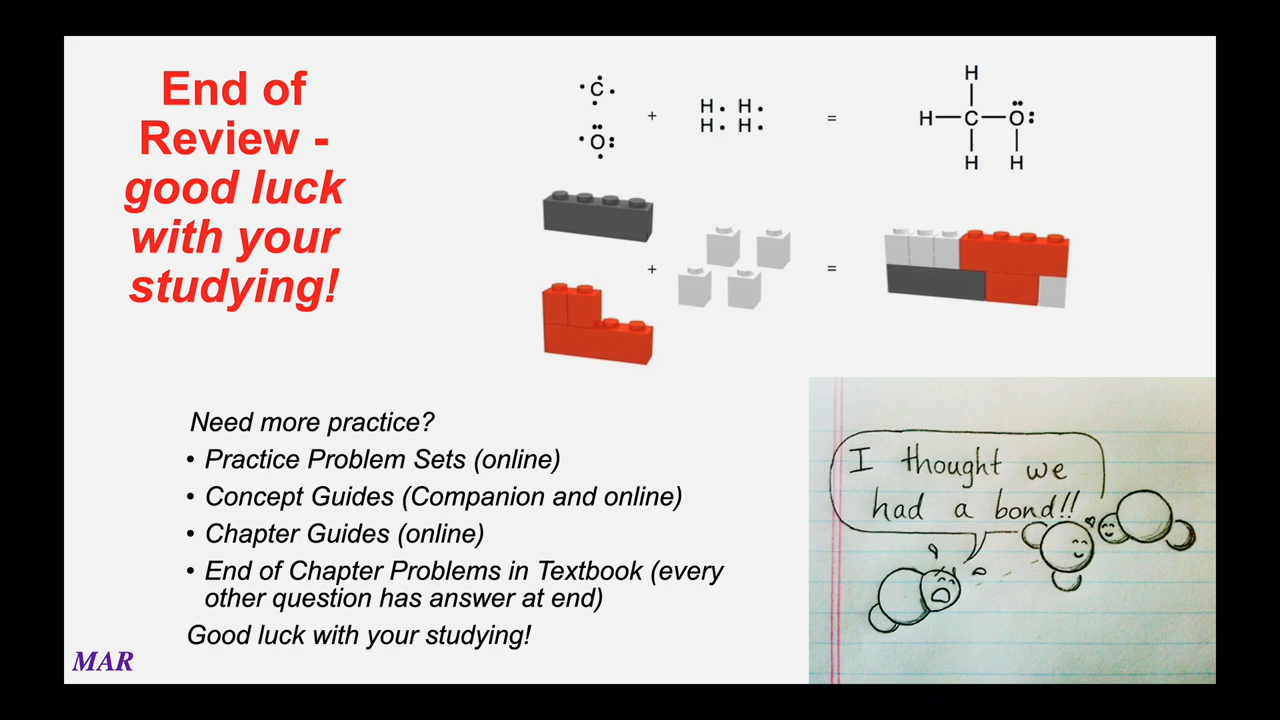 End of
Review -
good luck
with your
studying!
C
+
H H
H H
=
O
H
H C O
H H
+
=
Need more practice?
• Practice Problem Sets (online)
• Concept Guides (Companion and online)
• Chapter Guides (online)
• End of Chapter Problems in Textbook (every
other question has answer at end)
Good luck with your studying!
I thought we
had a bond!!
MAR